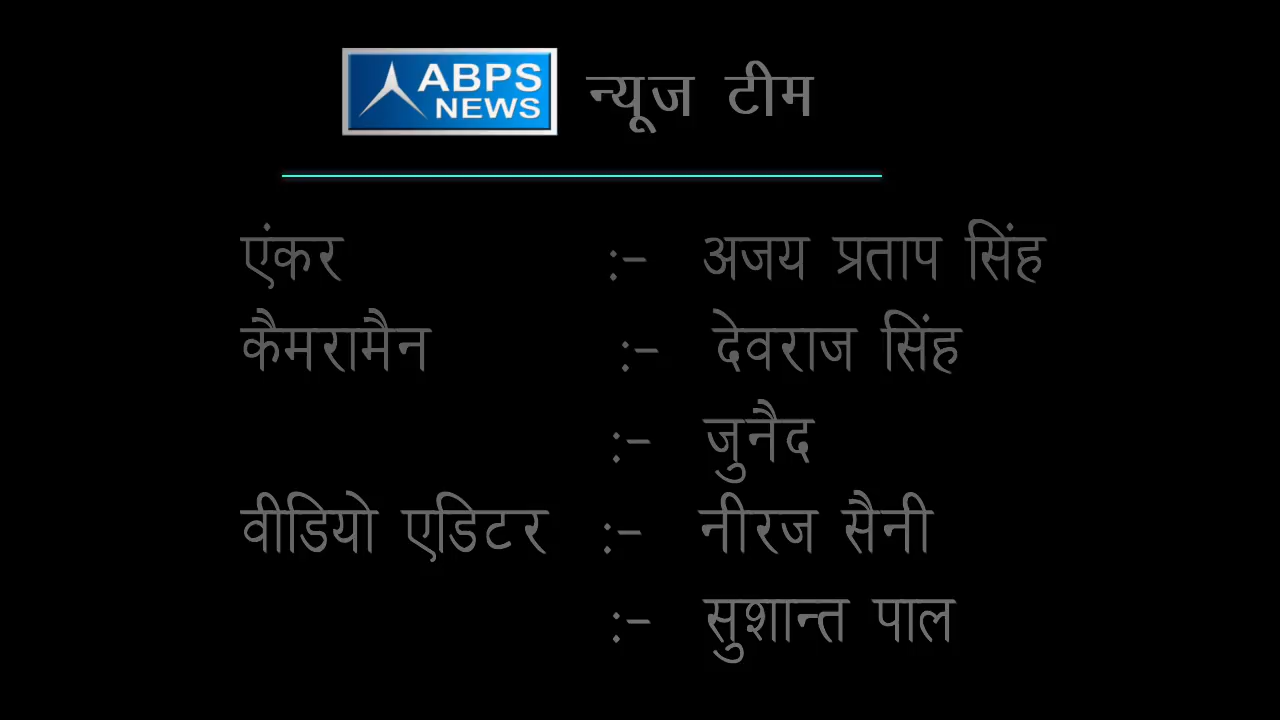 ABPS NEWS न्यूज टीम
एंकर :- अजय प्रताप सिंह
कैमरामैन :- देवराज सिंह
:- जुनैद
वीडियो एडिटर :- नीरज सैनी
:- सुशान्त पाल